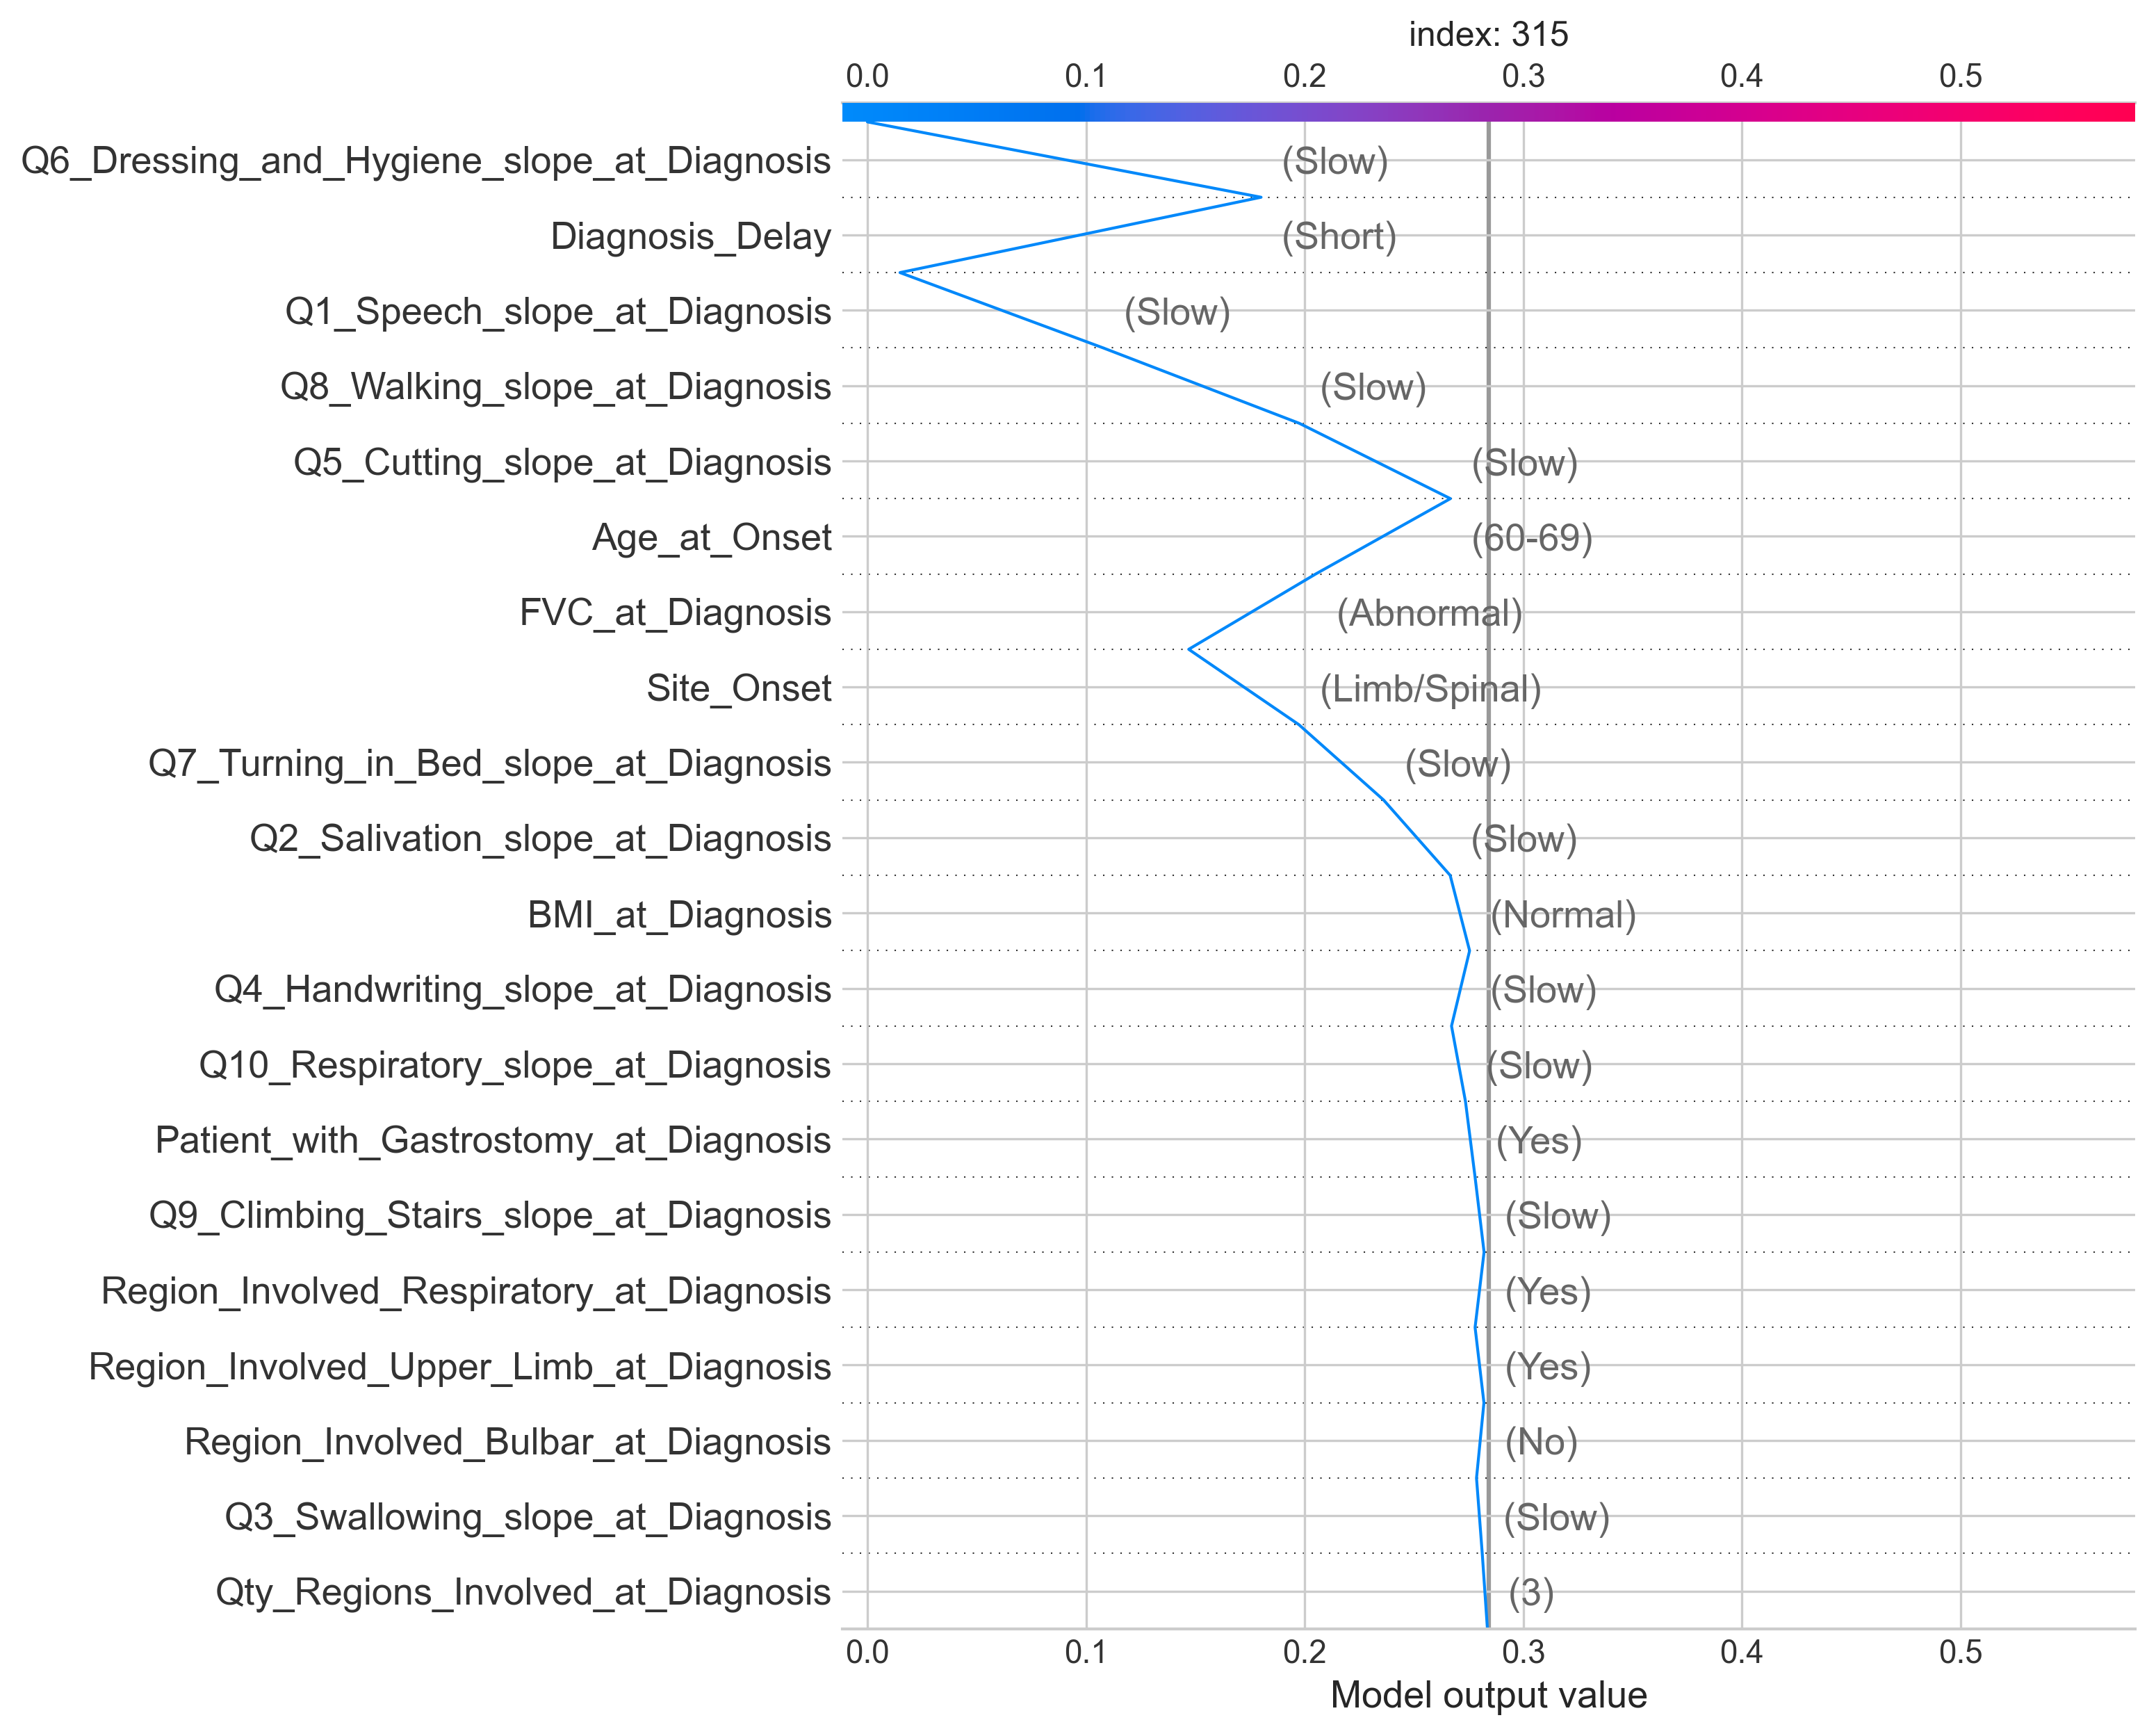 index: 315
0.0 0.1 0.2 0.3 0.4 0.5
Q6_Dressing_and_Hygiene_slope_at_Diagnosis (Slow)
Diagnosis_Delay (Short)
Q1_Speech_slope_at_Diagnosis (Slow)
Q8_Walking_slope_at_Diagnosis (Slow)
Q5_Cutting_slope_at_Diagnosis (Slow)
Age_at_Onset (60-69)
FVC_at_Diagnosis (Abnormal)
Site_Onset (Limb/Spinal)
Q7_Turning_in_Bed_slope_at_Diagnosis (Slow)
Q2_Salivation_slope_at_Diagnosis (Slow)
BMI_at_Diagnosis (Normal)
Q4_Handwriting_slope_at_Diagnosis (Slow)
Q10_Respiratory_slope_at_Diagnosis (Slow)
Patient_with_Gastrostomy_at_Diagnosis (Yes)
Q9_Climbing_Stairs_slope_at_Diagnosis (Slow)
Region_Involved_Respiratory_at_Diagnosis (Yes)
Region_Involved_Upper_Limb_at_Diagnosis (Yes)
Region_Involved_Bulbar_at_Diagnosis (No)
Q3_Swallowing_slope_at_Diagnosis (Slow)
Qty_Regions_Involved_at_Diagnosis (3)
0.0 0.1 0.2 0.3 0.4 0.5
Model output value